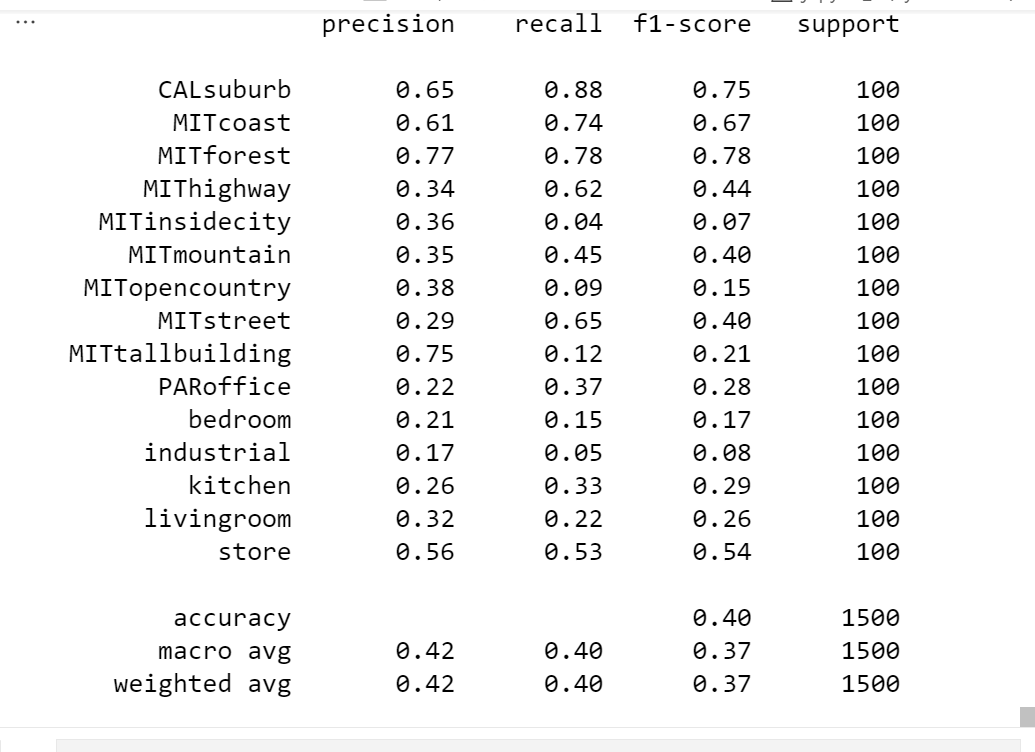 ...
precision recall f1-score support
CALsuburb 0.65 0.88 0.75 100
MITcoast 0.61 0.74 0.67 100
MITforest 0.77 0.78 0.78 100
MIThighway 0.34 0.62 0.44 100
MITinsidecity 0.36 0.04 0.07 100
MITmountain 0.35 0.45 0.40 100
MITopencountry 0.38 0.09 0.15 100
MITstreet 0.29 0.65 0.40 100
MITtallbuilding 0.75 0.12 0.21 100
PARoffice 0.22 0.37 0.28 100
bedroom 0.21 0.15 0.17 100
industrial 0.17 0.05 0.08 100
kitchen 0.26 0.33 0.29 100
livingroom 0.32 0.22 0.26 100
store 0.56 0.53 0.54 100
accuracy 0.40 1500
macro avg 0.42 0.40 0.37 1500
weighted avg 0.42 0.40 0.37 1500